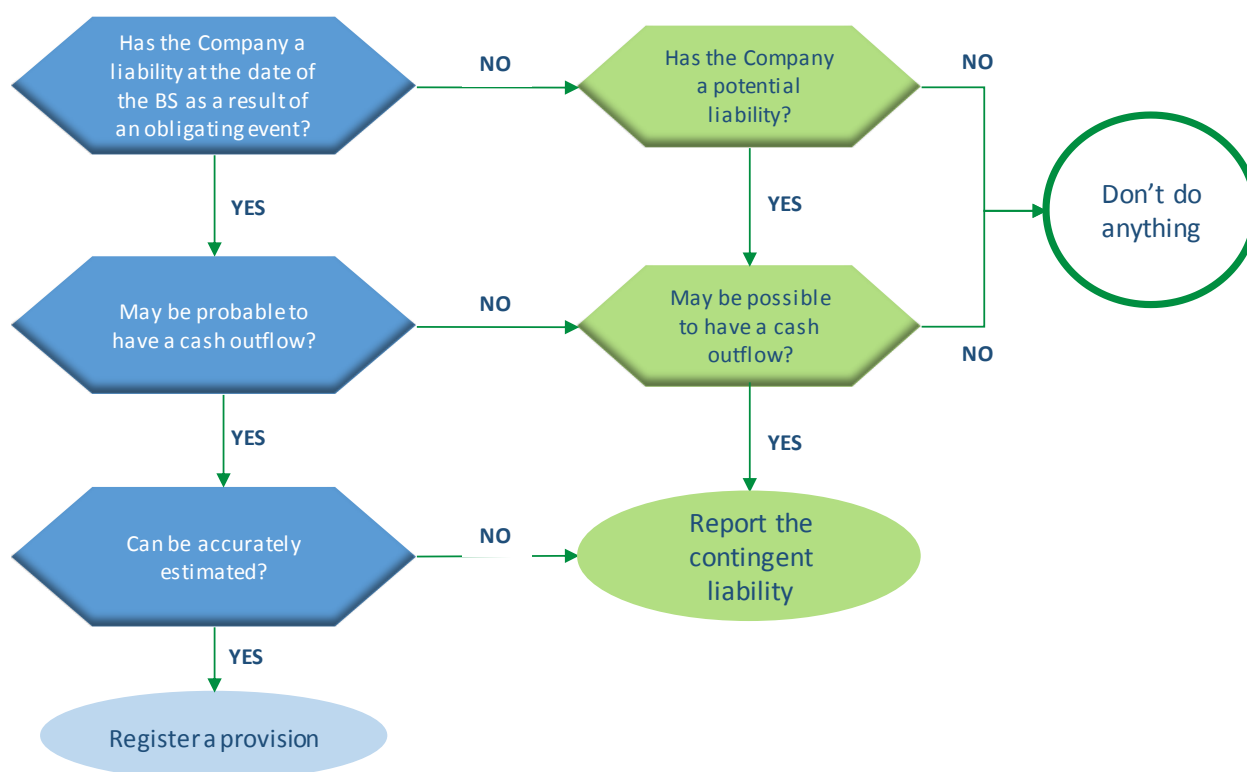 Has the Company a
liability at the date of
the BS as a result of
an obligating event?
NO
Has the Company
a potential
liability?
NO
Don't do
anything
YES
YES
May be probable to
have a cash outflow?
NO
May be possible
to have a cash
outflow?
NO
YES
YES
Can be accurately
estimated?
NO
Report the
contingent
liability
YES
Register a provision